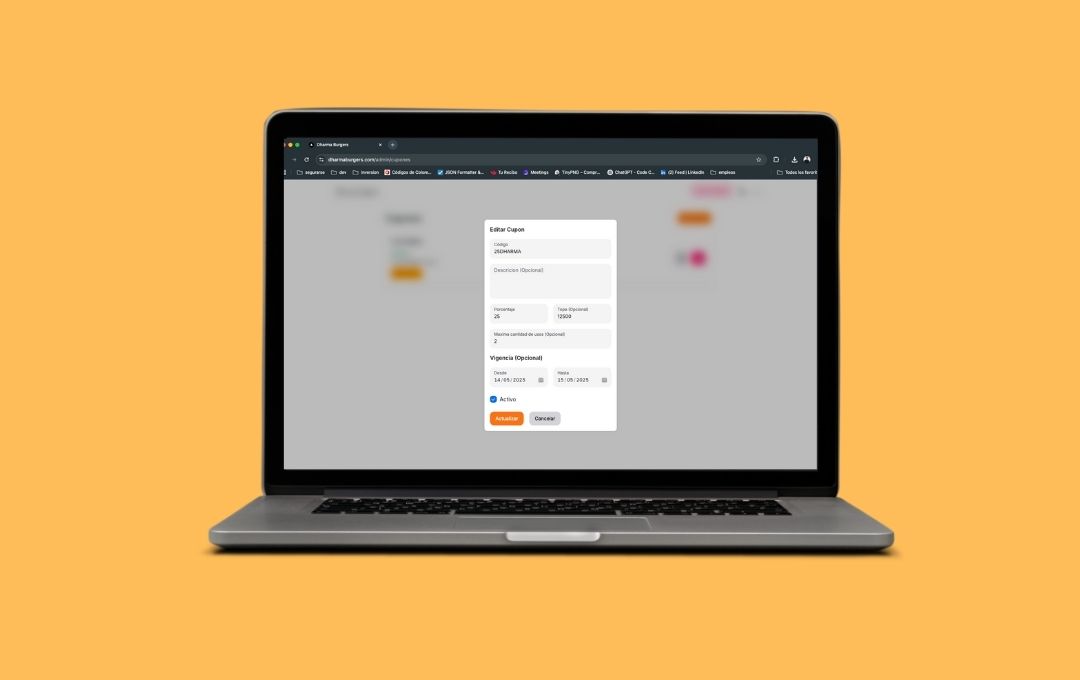 Dharma Burgers
dharmaburgers.com/admin/cupones
segurarse dev Inversion Códigos de Colore... JSON Formatter &... Tu Recibo Meetings TinyPNG – Compr... ChatGPT - Code C... (2) Feed | LinkedIn empleos Todos los favorit
Editar Cupon
Código
25DHARMA
Descricion (Opcional)
Porcentaje Tope (Opcional)
25 12500
Maxima cantidad de usos (Opcional)
2
Vigencia (Opcional)
Desde Hasta
14/05/2025 15/05/2025
Activo
Actualizar Cancelar